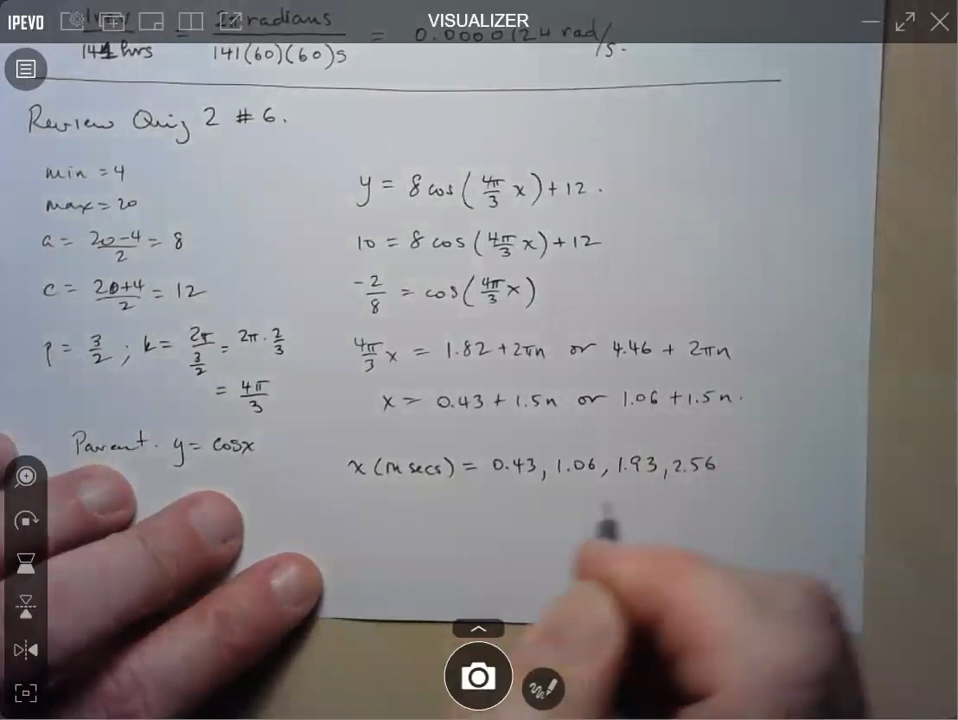 IPEVO
VISUALIZER
141 hrs = radians / 141(60)(60)s = 0.0000124 rad/s.
Review Quiz 2 # 6.
min = 4
max = 20
a = 20-4/2 = 8
c = 20+4/2 = 12
p = 3/2 ; k = 2π/(3/2) = 2π · 2/3
= 4π/3
Parent. y = cosx
y = 8 cos(4π/3 x) + 12 .
10 = 8 cos(4π/3 x) + 12
-2/8 = cos(4π/3 x)
4π/3 x = 1.82 + 2πn or 4.46 + 2πn
x = 0.43 + 1.5n or 1.06 + 1.5n.
x (m secs) = 0.43, 1.06, 1.93, 2.56